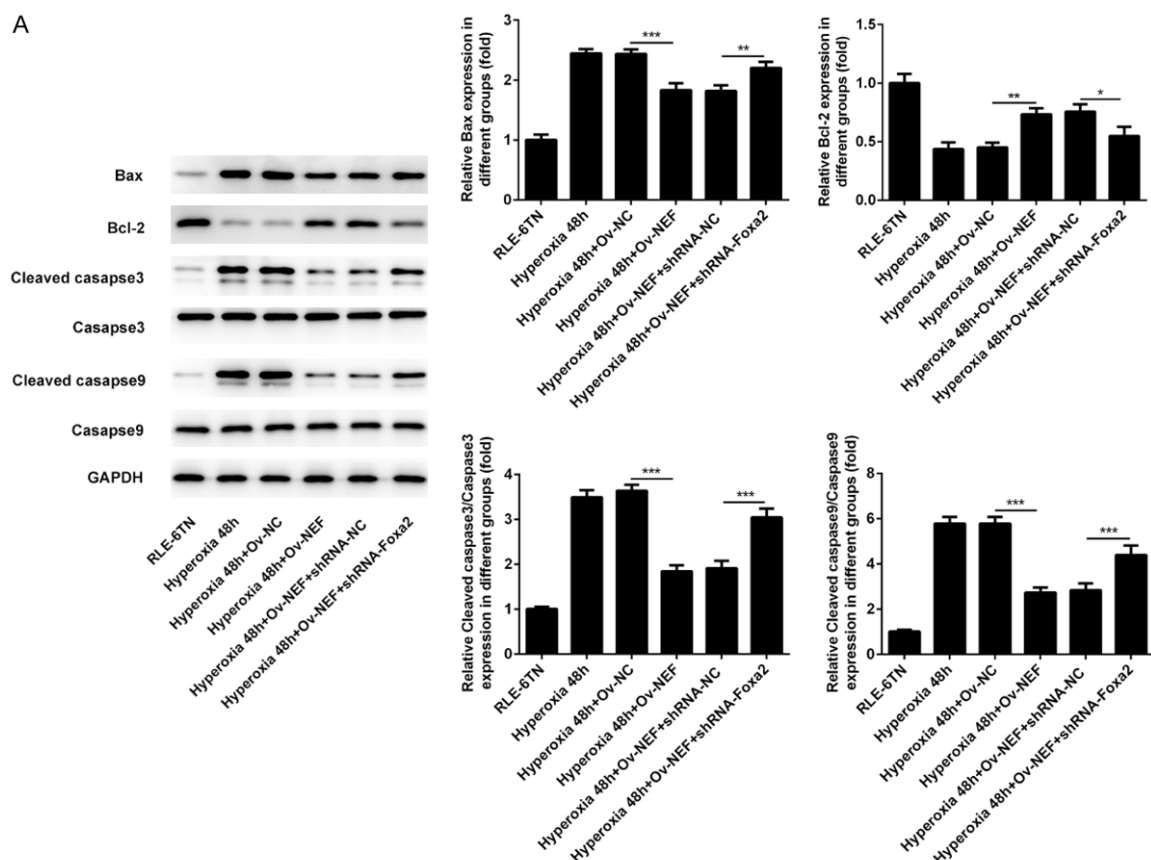 A
Bax
Bcl-2
Cleaved casapse3
Casapse3
Cleaved casapse9
Casapse9
GAPDH
RLE-6TN
Hyperoxia 48h
Hyperoxia 48h+Ov-NC
Hyperoxia 48h+Ov-NEF
Hyperoxia 48h+Ov-NEF+shRNA-NC
Hyperoxia 48h+Ov-NEF+shRNA-Foxa2
Relative Bax expression in
different groups (fold)
3
2
1
0
***
**
RLE-6TN
Hyperoxia 48h
Hyperoxia 48h+Ov-NC
Hyperoxia 48h+Ov-NEF
Hyperoxia 48h+Ov-NEF+shRNA-NC
Hyperoxia 48h+Ov-NEF+shRNA-Foxa2
Relative Bcl-2 expression in
different groups (fold)
1.5
1.0
0.5
0.0
**
*
RLE-6TN
Hyperoxia 48h
Hyperoxia 48h+Ov-NC
Hyperoxia 48h+Ov-NEF
Hyperoxia 48h+Ov-NEF+shRNA-NC
Hyperoxia 48h+Ov-NEF+shRNA-Foxa2
Relative Cleaved caspase3/Caspase3
expression in different groups (fold)
4
3
2
1
0
***
***
RLE-6TN
Hyperoxia 48h
Hyperoxia 48h+Ov-NC
Hyperoxia 48h+Ov-NEF
Hyperoxia 48h+Ov-NEF+shRNA-NC
Hyperoxia 48h+Ov-NEF+shRNA-Foxa2
Relative Cleaved caspase9/Caspase9
expression in different groups (fold)
8
6
4
2
0
***
***
RLE-6TN
Hyperoxia 48h
Hyperoxia 48h+Ov-NC
Hyperoxia 48h+Ov-NEF
Hyperoxia 48h+Ov-NEF+shRNA-NC
Hyperoxia 48h+Ov-NEF+shRNA-Foxa2